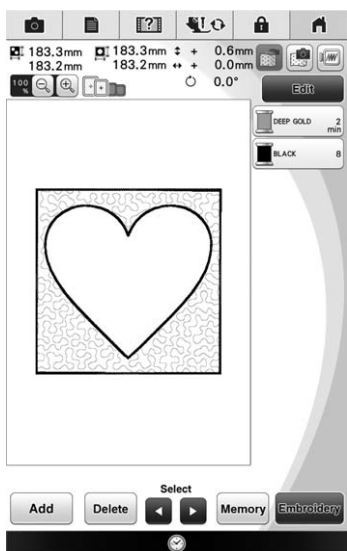 183.3mm 183.3mm + 0.6mm
183.2mm 183.2mm + 0.0mm
100 % 0.0°
Edit
DEEP GOLD 2
min
BLACK 8
Select
Add Delete Memory Embroidery